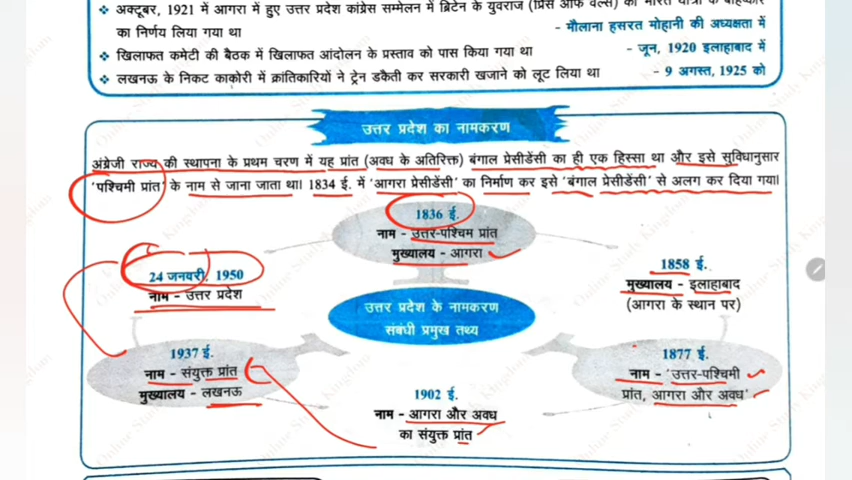 ❖ अक्टूबर, 1921 में आगरा में हुए उत्तर प्रदेश कांग्रेस सम्मेलन में ब्रिटेन के युवराज (प्रिंस ऑफ वेल्स) की भारत यात्रा के
का निर्णय लिया गया था - मौलाना हसरत मोहानी की अध्यक्षता में
❖ खिलाफत कमेटी की बैठक में खिलाफत आंदोलन के प्रस्ताव को पास किया गया था - जून, 1920 इलाहाबाद में
❖ लखनऊ के निकट काकोरी में क्रांतिकारियों ने ट्रेन डकैती कर सरकारी खजाने को लूट लिया था - 9 अगस्त, 1925 को
उत्तर प्रदेश का नामकरण
अंग्रेजी राज्य की स्थापना के प्रथम चरण में यह प्रांत (अवध के अतिरिक्त) बंगाल प्रेसीडेंसी का ही एक हिस्सा था और इसे सुविधानुसार
'पश्चिमी प्रांत' के नाम से जाना जाता था। 1834 ई. में 'आगरा प्रेसीडेंसी' का निर्माण कर इसे 'बंगाल प्रेसीडेंसी' से अलग कर दिया गया।
1836 ई.
नाम - उत्तर-पश्चिम प्रांत
मुख्यालय - आगरा
24 जनवरी, 1950
नाम - उत्तर प्रदेश
1858 ई.
मुख्यालय - इलाहाबाद
(आगरा के स्थान पर)
उत्तर प्रदेश के नामकरण
संबंधी प्रमुख तथ्य
1937 ई.
नाम - संयुक्त प्रांत
मुख्यालय - लखनऊ
1877 ई.
नाम - 'उत्तर-पश्चिमी
प्रांत, आगरा और अवध'
1902 ई.
नाम - आगरा और अवध
का संयुक्त प्रांत